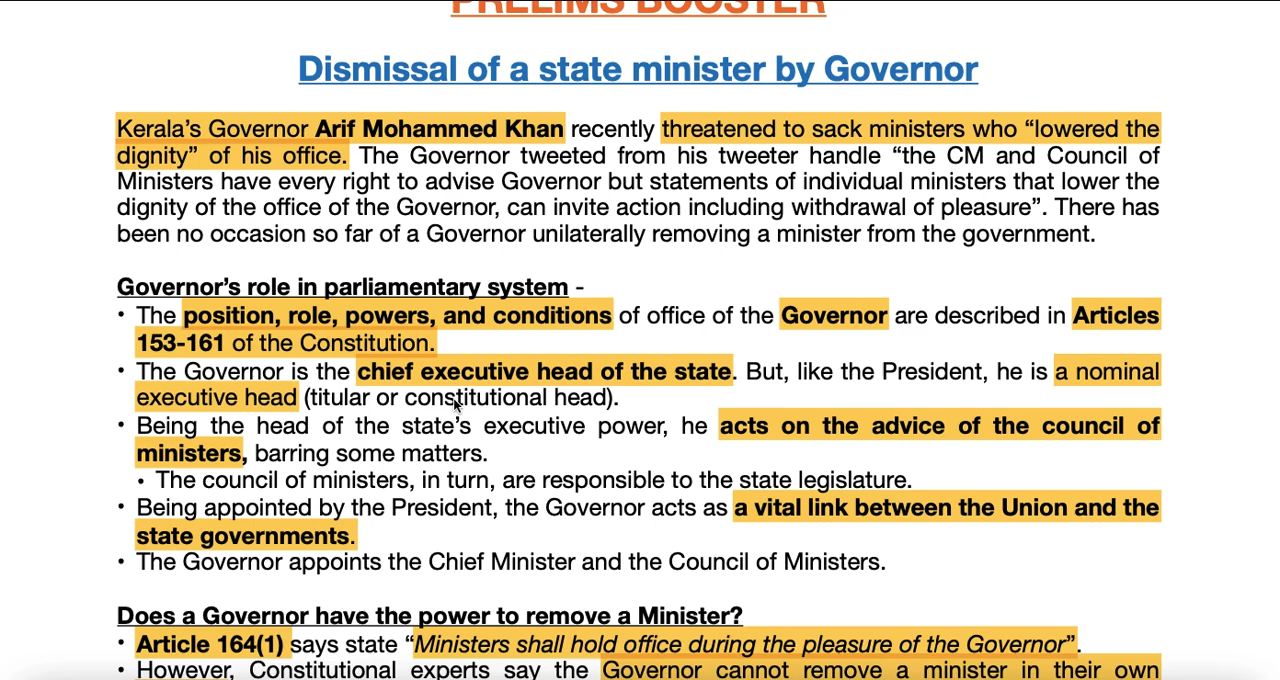 PRELIMS BOOSTER
Dismissal of a state minister by Governor
Kerala’s Governor Arif Mohammed Khan recently threatened to sack ministers who “lowered the
dignity” of his office. The Governor tweeted from his tweeter handle “the CM and Council of
Ministers have every right to advise Governor but statements of individual ministers that lower the
dignity of the office of the Governor, can invite action including withdrawal of pleasure”. There has
been no occasion so far of a Governor unilaterally removing a minister from the government.
Governor’s role in parliamentary system -
• The position, role, powers, and conditions of office of the Governor are described in Articles
153-161 of the Constitution.
• The Governor is the chief executive head of the state. But, like the President, he is a nominal
executive head (titular or constitutional head).
• Being the head of the state’s executive power, he acts on the advice of the council of
ministers, barring some matters.
• The council of ministers, in turn, are responsible to the state legislature.
• Being appointed by the President, the Governor acts as a vital link between the Union and the
state governments.
• The Governor appoints the Chief Minister and the Council of Ministers.
Does a Governor have the power to remove a Minister?
• Article 164(1) says state “Ministers shall hold office during the pleasure of the Governor”.
• However, Constitutional experts say the Governor cannot remove a minister in their own